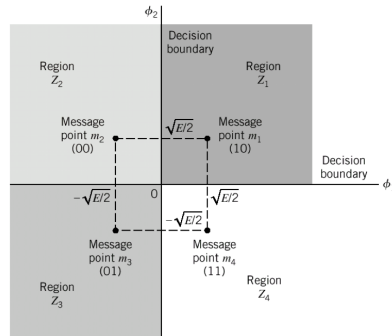 ϕ2
Decision
boundary
Region
Z2
Region
Z1
Message
point m2
(00)
√E/2
Message
point m1
(10)
Decision
boundary
−√E/2
0
√E/2
ϕ
−√E/2
Message
point m3
(01)
Message
point m4
(11)
Region
Z3
Region
Z4